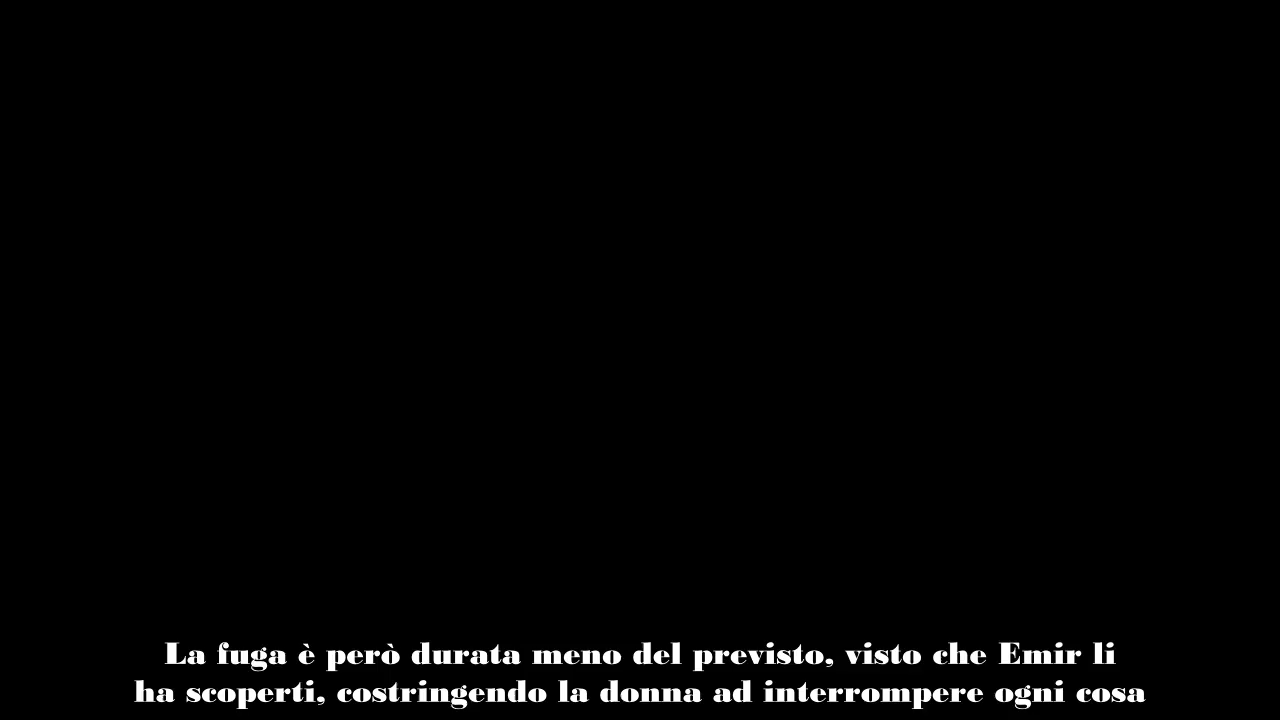 La fuga è però durata meno del previsto, visto che Emir li
ha scoperti, costringendo la donna ad interrompere ogni cosa